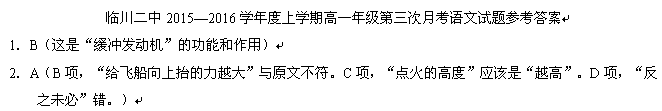 临川二中 2015—2016 学年度上学期高一年级第三次月考语文试题参考答案↵
1. B（这是“缓冲发动机”的功能和作用）↵
2. A（B 项，“给飞船向上抬的力越大”与原文不符。C 项，“点火的高度”应该是“越高”。D 项，“反
之未必”错。）↵